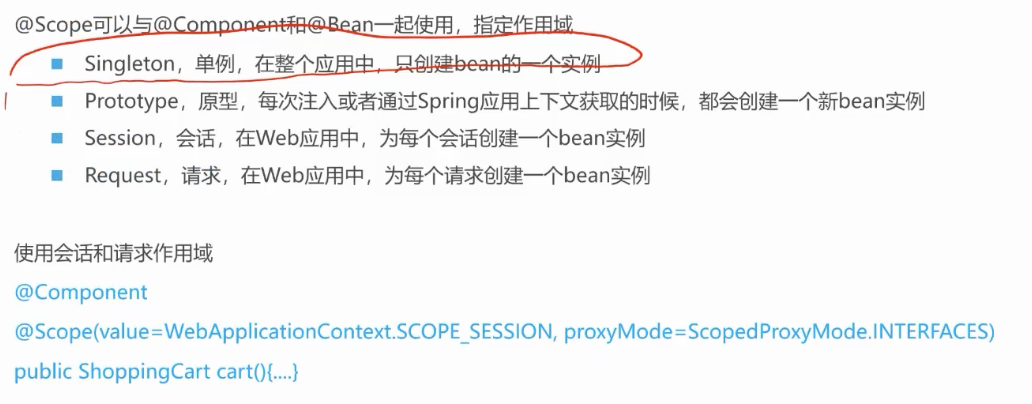 @Scope可以与@Component和@Bean一起使用，指定作用域
Singleton，单例，在整个应用中，只创建bean的一个实例
Prototype，原型，每次注入或者通过Spring应用上下文获取的时候，都会创建一个新bean实例
Session，会话，在Web应用中，为每个会话创建一个bean实例
Request，请求，在Web应用中，为每个请求创建一个bean实例
使用会话和请求作用域
@Component
@Scope(value=WebApplicationContext.SCOPE_SESSION, proxyMode=ScopedProxyMode.INTERFACES)
public ShoppingCart cart(){....}